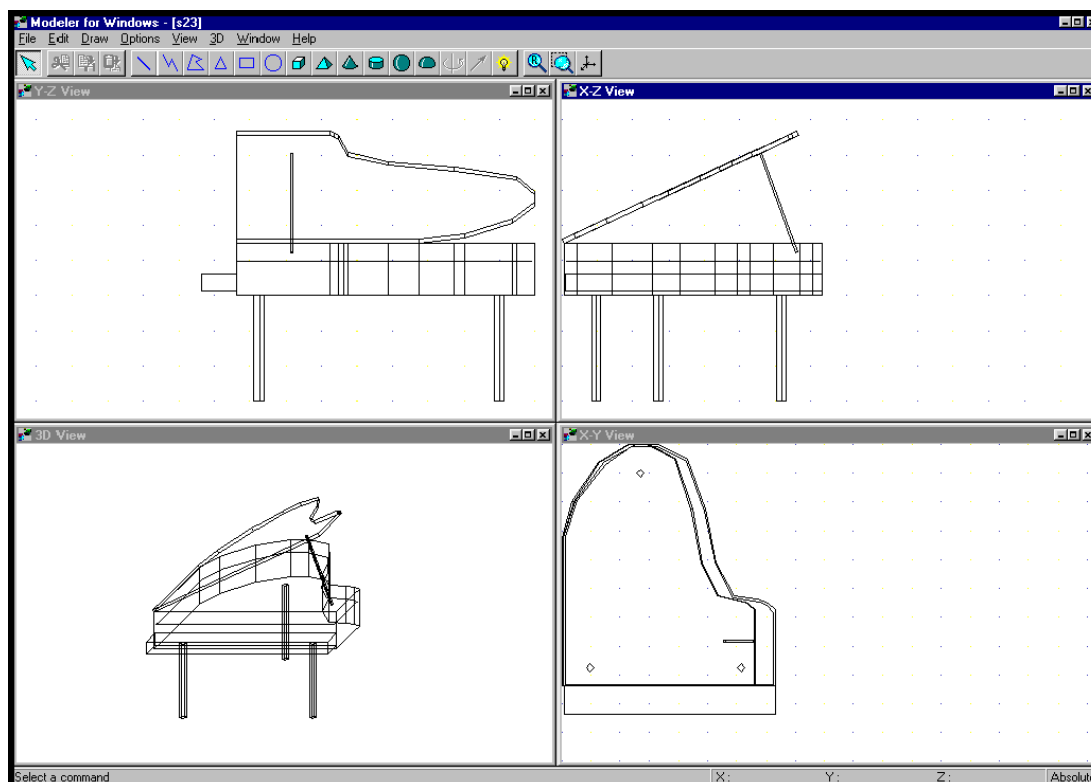 Modeler for Windows - [s23]
File Edit Draw Options View 3D Window Help
Y-Z View
X-Z View
3D View
X-Y View
Select a command X: Y: Z: Absolut